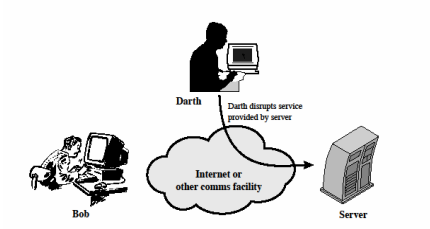 Darth
Darth disrupts service
provided by server
Internet or
other comms facility
Bob
Server